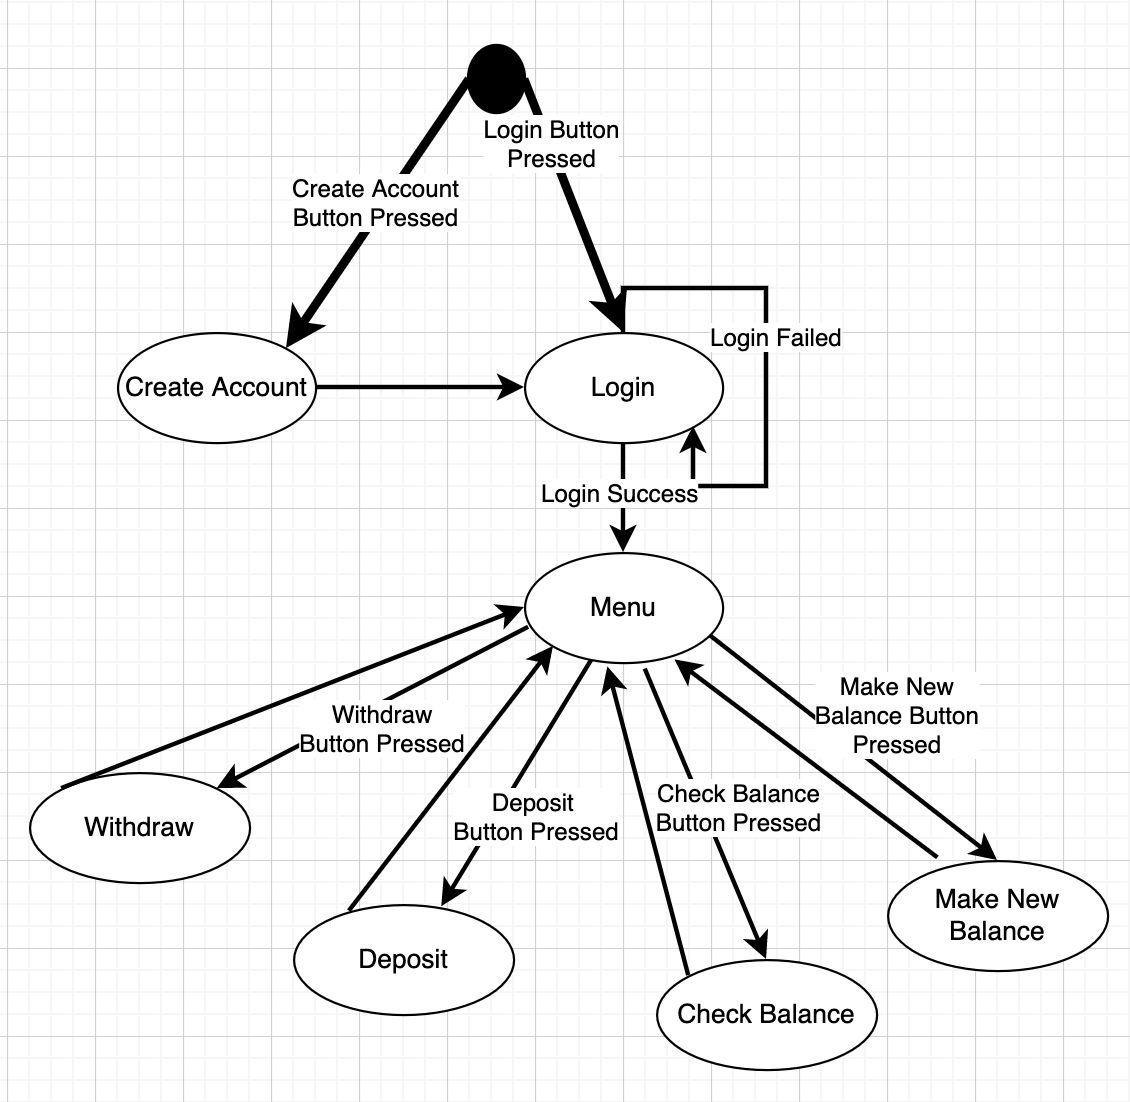 Login Button
Pressed
Create Account
Button Pressed
Login Failed
Create Account
Login
Login Success
Menu
Make New
Balance Button
Pressed
Withdraw
Button Pressed
Deposit
Button Pressed
Check Balance
Button Pressed
Withdraw
Make New
Balance
Deposit
Check Balance